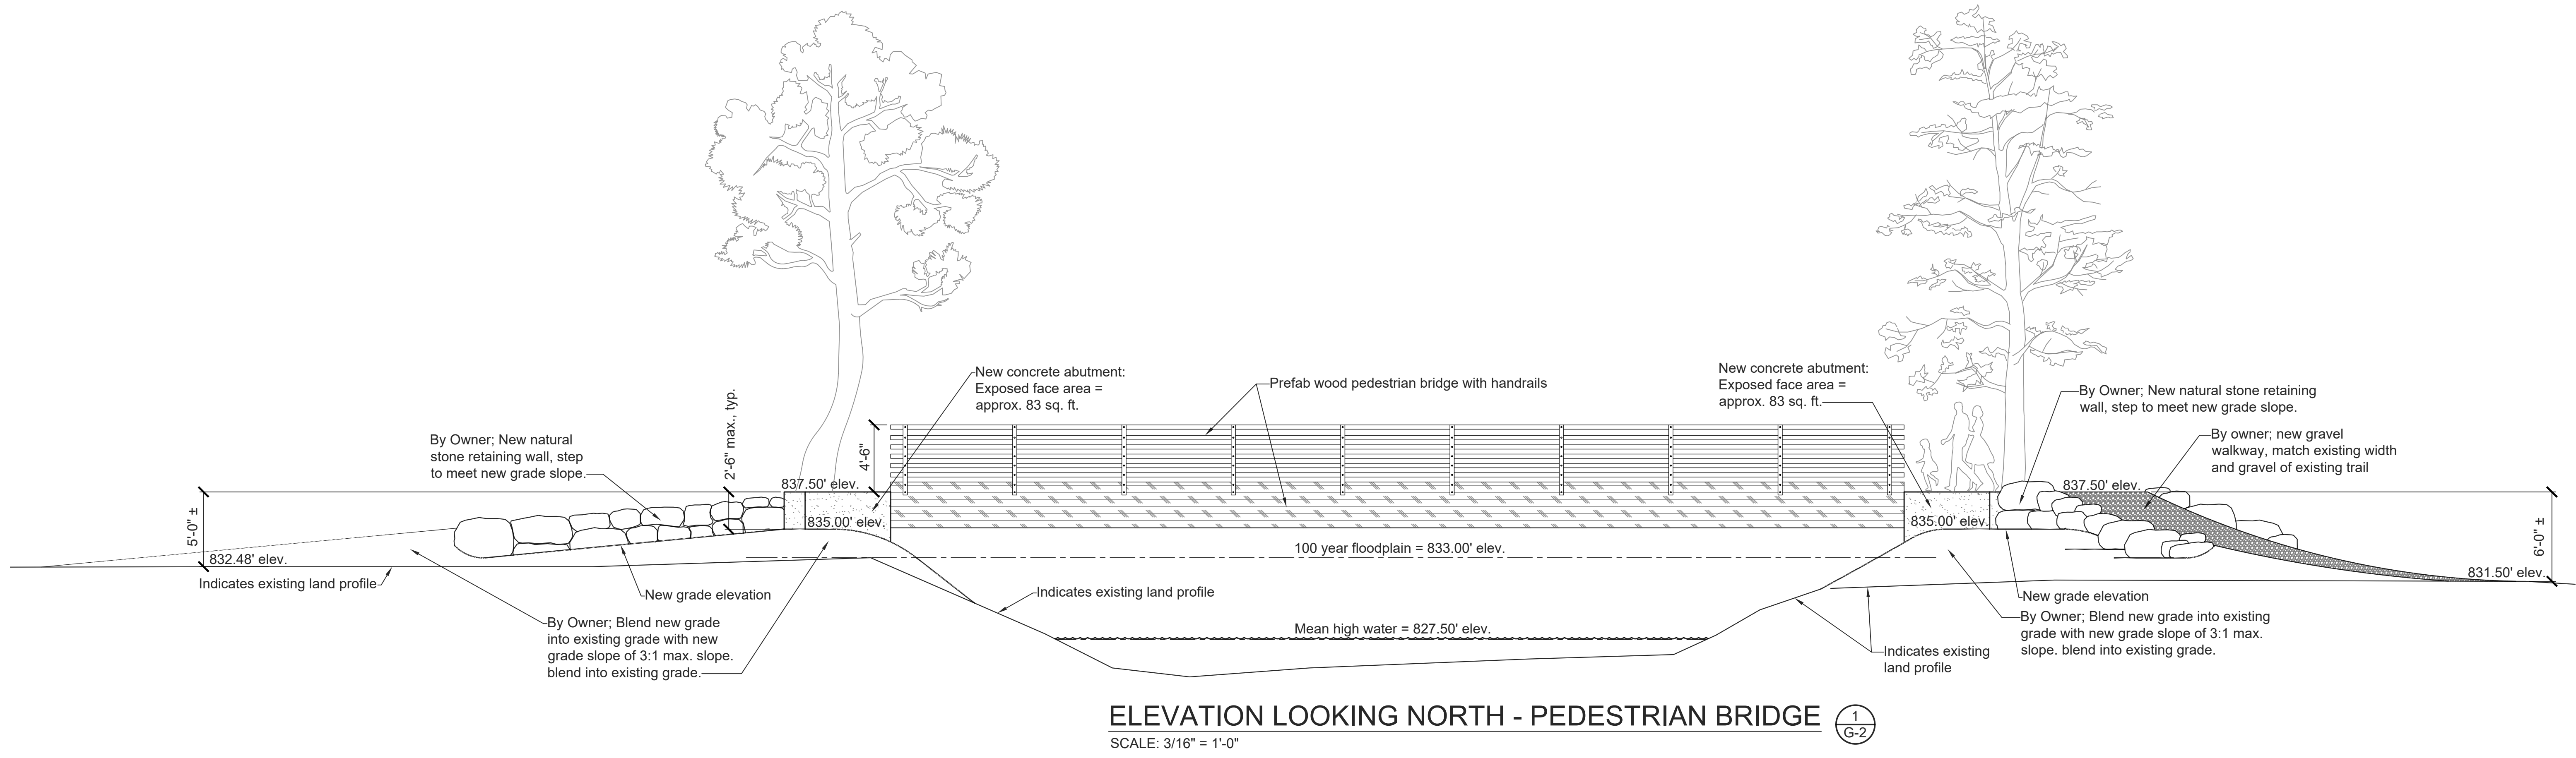 New concrete abutment:
Exposed face area =
approx. 83 sq. ft.
Prefab wood pedestrian bridge with handrails
New concrete abutment:
Exposed face area =
approx. 83 sq. ft.
By Owner; New natural stone retaining
wall, step to meet new grade slope.
By owner; new gravel
walkway, match existing width
and gravel of existing trail
By Owner; New natural
stone retaining wall, step
to meet new grade slope.
2'-6" max., typ.
4'-6"
837.50' elev.
837.50' elev.
5'-0" ±
835.00' elev.
835.00' elev.
6'-0" ±
832.48' elev.
100 year floodplain = 833.00' elev.
831.50' elev.
Indicates existing land profile
New grade elevation
Indicates existing land profile
New grade elevation
By Owner; Blend new grade
into existing grade with new
grade slope of 3:1 max. slope.
blend into existing grade.
Mean high water = 827.50' elev.
By Owner; Blend new grade into existing
grade with new grade slope of 3:1 max.
slope. blend into existing grade.
Indicates existing
land profile
ELEVATION LOOKING NORTH - PEDESTRIAN BRIDGE
1
G-2
SCALE: 3/16" = 1'-0"